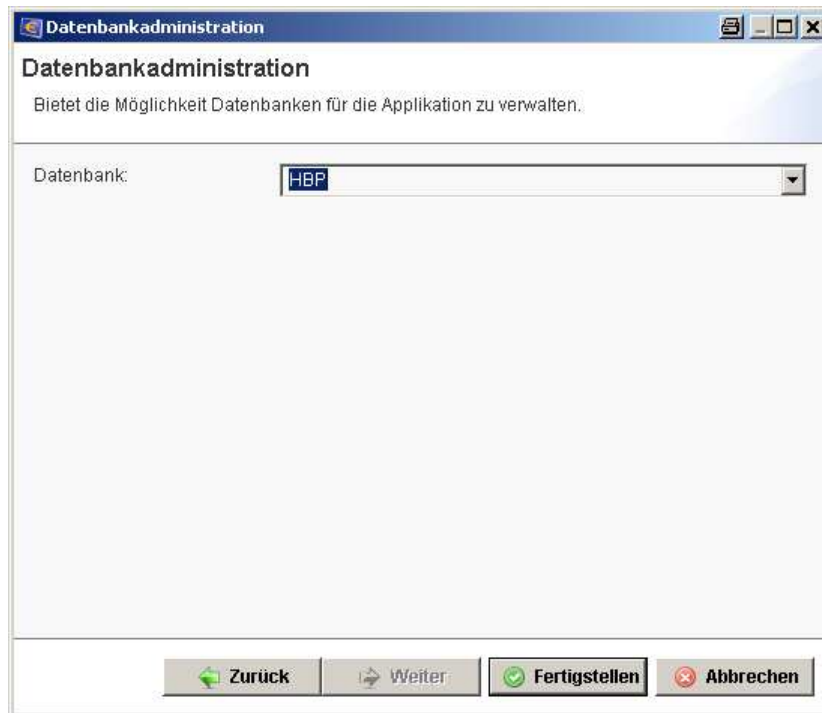 Datenbankadministration
Datenbankadministration
Bietet die Möglichkeit Datenbanken für die Applikation zu verwalten.
Datenbank: HBP
Zurück Weiter Fertigstellen Abbrechen